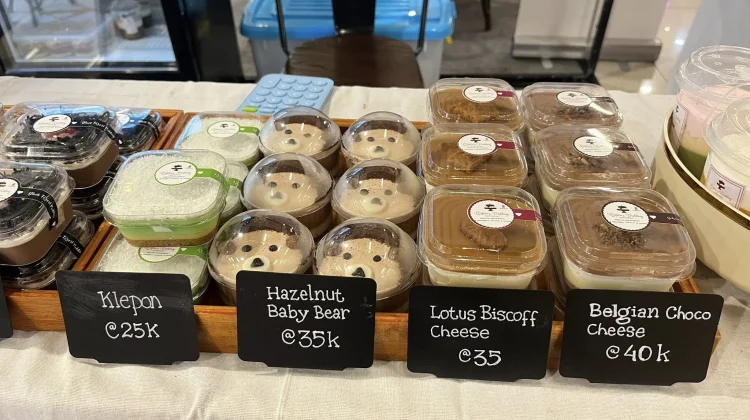 Klepon
@25k
Hazelnut
Baby Bear
@35k
Lotus Biscoff
Cheese
@35
Belgian Choco
Cheese
@40k